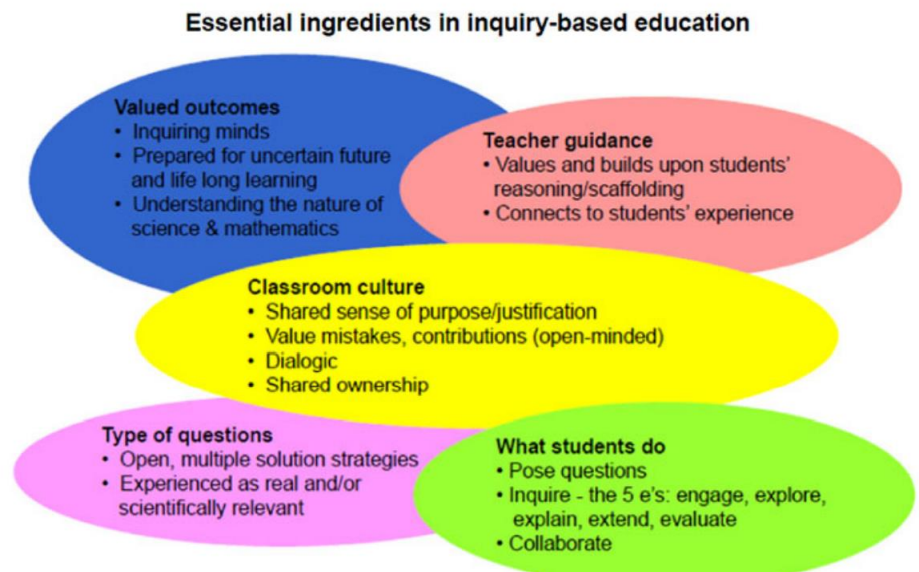 Essential ingredients in inquiry-based education
Valued outcomes
• Inquiring minds
• Prepared for uncertain future
and life long learning
• Understanding the nature of
science & mathematics
Teacher guidance
• Values and builds upon students'
reasoning/scaffolding
• Connects to students' experience
Classroom culture
• Shared sense of purpose/justification
• Value mistakes, contributions (open-minded)
• Dialogic
• Shared ownership
Type of questions
• Open, multiple solution strategies
• Experienced as real and/or
scientifically relevant
What students do
• Pose questions
• Inquire - the 5 e's: engage, explore,
explain, extend, evaluate
• Collaborate